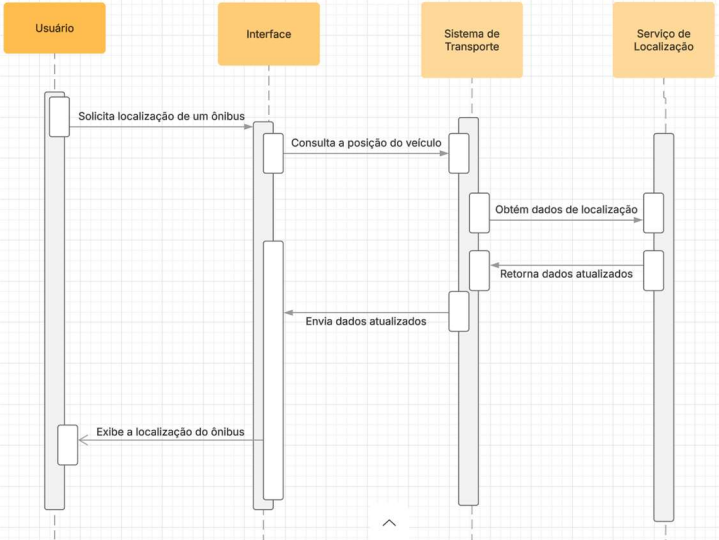 Usuário
Interface
Sistema de
Transporte
Serviço de
Localização
Solicita localização de um ônibus
Consulta a posição do veículo
Obtém dados de localização
Retorna dados atualizados
Envia dados atualizados
Exibe a localização do ônibus